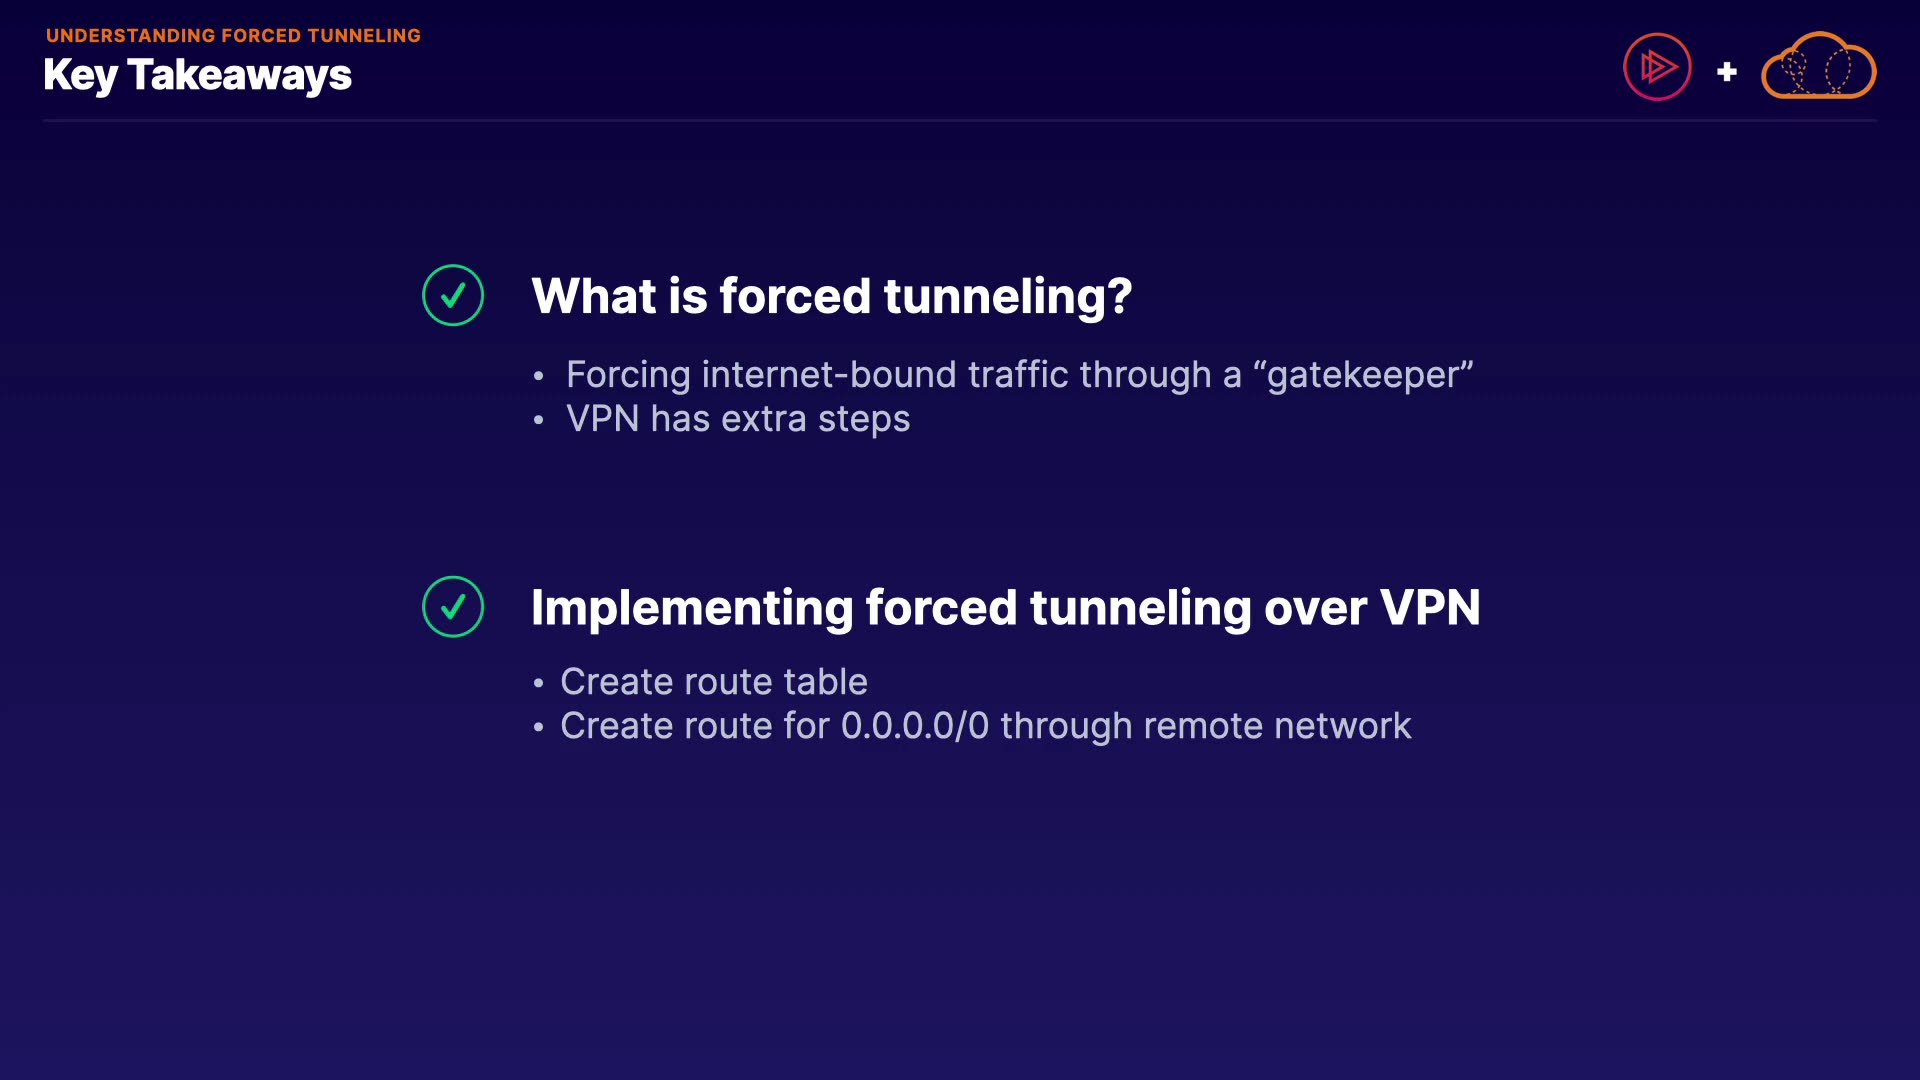 UNDERSTANDING FORCED TUNNELING
Key Takeaways
+
What is forced tunneling?
• Forcing internet-bound traffic through a “gatekeeper”
• VPN has extra steps
Implementing forced tunneling over VPN
• Create route table
• Create route for 0.0.0.0/0 through remote network